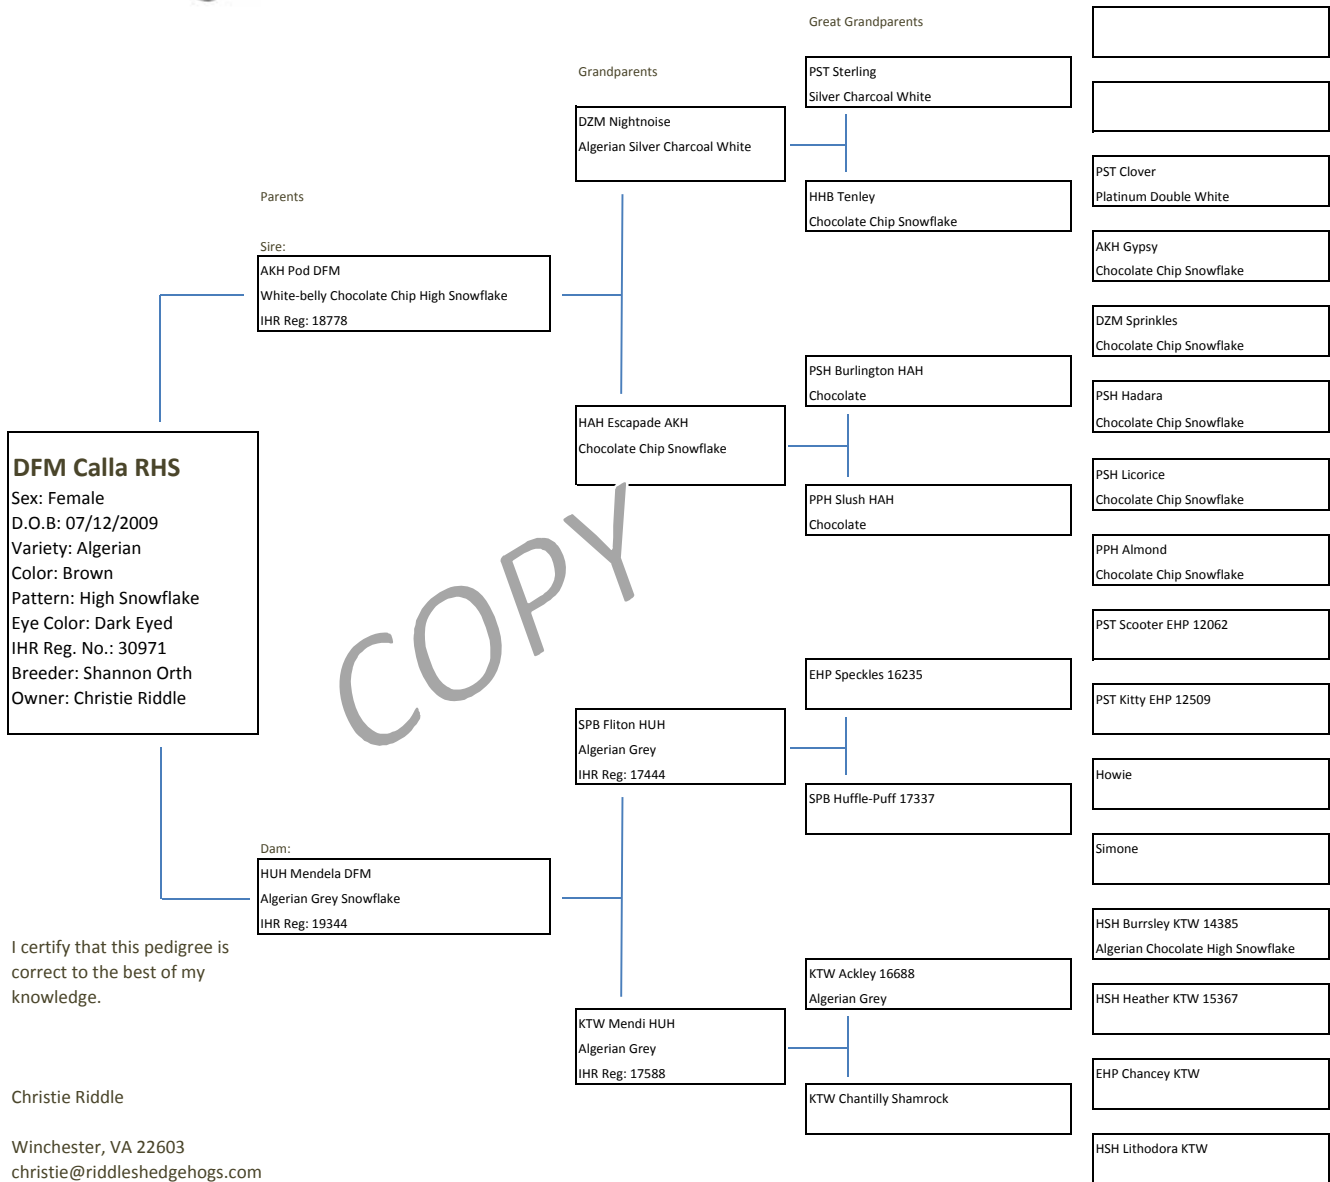 Great Grandparents
Grandparents
PST Sterling
Silver Charcoal White
DZM Nightnoise
Algerian Silver Charcoal White
PST Clover
Platinum Double White
Parents
HHB Tenley
Chocolate Chip Snowflake
Sire:
AKH Pod DFM
White-belly Chocolate Chip High Snowflake
IHR Reg: 18778
AKH Gypsy
Chocolate Chip Snowflake
DZM Sprinkles
Chocolate Chip Snowflake
PSH Burlington HAH
Chocolate
PSH Hadara
Chocolate Chip Snowflake
HAH Escapade AKH
Chocolate Chip Snowflake
DFM Calla RHS
Sex: Female
D.O.B: 07/12/2009
Variety: Algerian
Color: Brown
Pattern: High Snowflake
Eye Color: Dark Eyed
IHR Reg. No.: 30971
Breeder: Shannon Orth
Owner: Christie Riddle
PSH Licorice
Chocolate Chip Snowflake
PPH Slush HAH
Chocolate
PPH Almond
Chocolate Chip Snowflake
COPY
PST Scooter EHP 12062
EHP Speckles 16235
PST Kitty EHP 12509
SPB Fliton HUH
Algerian Grey
IHR Reg: 17444
Howie
SPB Huffle-Puff 17337
Simone
Dam:
HUH Mendela DFM
Algerian Grey Snowflake
IHR Reg: 19344
HSH Burrsley KTW 14385
Algerian Chocolate High Snowflake
I certify that this pedigree is
correct to the best of my
knowledge.
KTW Ackley 16688
Algerian Grey
HSH Heather KTW 15367
KTW Mendi HUH
Algerian Grey
IHR Reg: 17588
EHP Chancey KTW
KTW Chantilly Shamrock
Christie Riddle
HSH Lithodora KTW
Winchester, VA 22603
christie@riddleshedgehogs.com